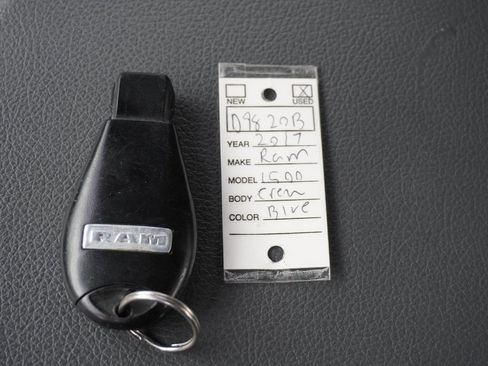 RAM
NEW USED
D9820B
YEAR 2017
MAKE Ram
MODEL 1500
BODY Crew
COLOR Blue